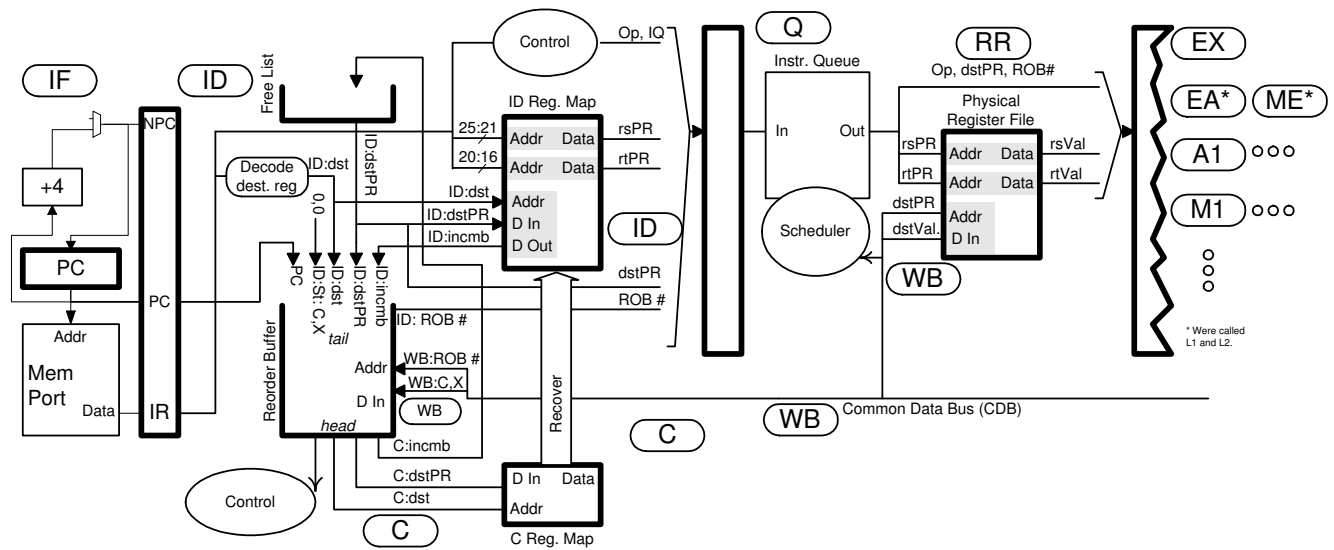 IF
ID
Free List
Control
Op, IQ
Q
RR
EX
Instr. Queue
Op, dstPR, ROB#
EA*
ME*
NPC
ID Reg. Map
Physical
Register File
25:21
Addr
Data
rsPR
In
Out
rsPR
Addr
Data
rsVal
A1
20:16
Addr
Data
rtPR
rtPR
Addr
Data
rtVal
+4
Decode
dest. reg
ID:dst
ID:dstPR
ID:dst
Addr
dstPR
Addr
M1
0,0
ID:dstPR
D In
ID
Scheduler
dstVal.
D In
ID:incmb
D Out
PC
PC
ID:St: C,X
ID:dst
ID:dstPR
ID:incmb
dstPR
WB
PC
ROB #
ID: ROB #
tail
Addr
Mem
Port
Data
IR
Reorder Buffer
Addr
WB:ROB #
D In
WB:C,X
WB
head
Recover
* Were called
L1 and L2.
WB
Common Data Bus (CDB)
C
C:incmb
C:dstPR
D In
Data
Control
C:dst
Addr
C
C Reg. Map